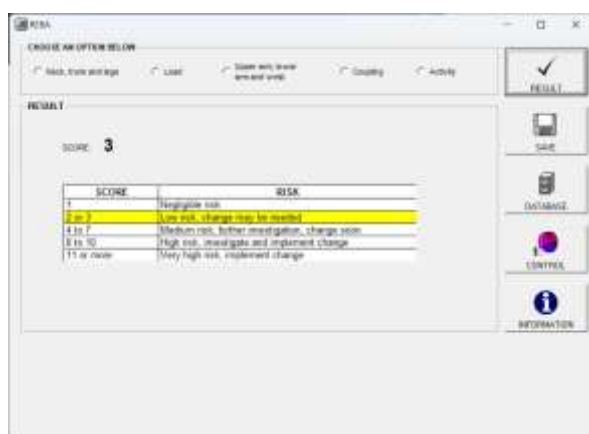 REBA
CHOOSE AN OPTION BELOW
Neck, trunk and legs
Load
Upper arm, lower
arm and wrist
Coupling
Activity
RESULT
SCORE: 3
SCORE RISK
1 Negligible risk
2 or 3 Low risk, change may be needed
4 to 7 Medium risk, further investigation, change soon
8 to 10 High risk, investigate and implement change
11 or more Very high risk, implement change
RESULT
SAVE
DATABASE
CONTROL
INFORMATION